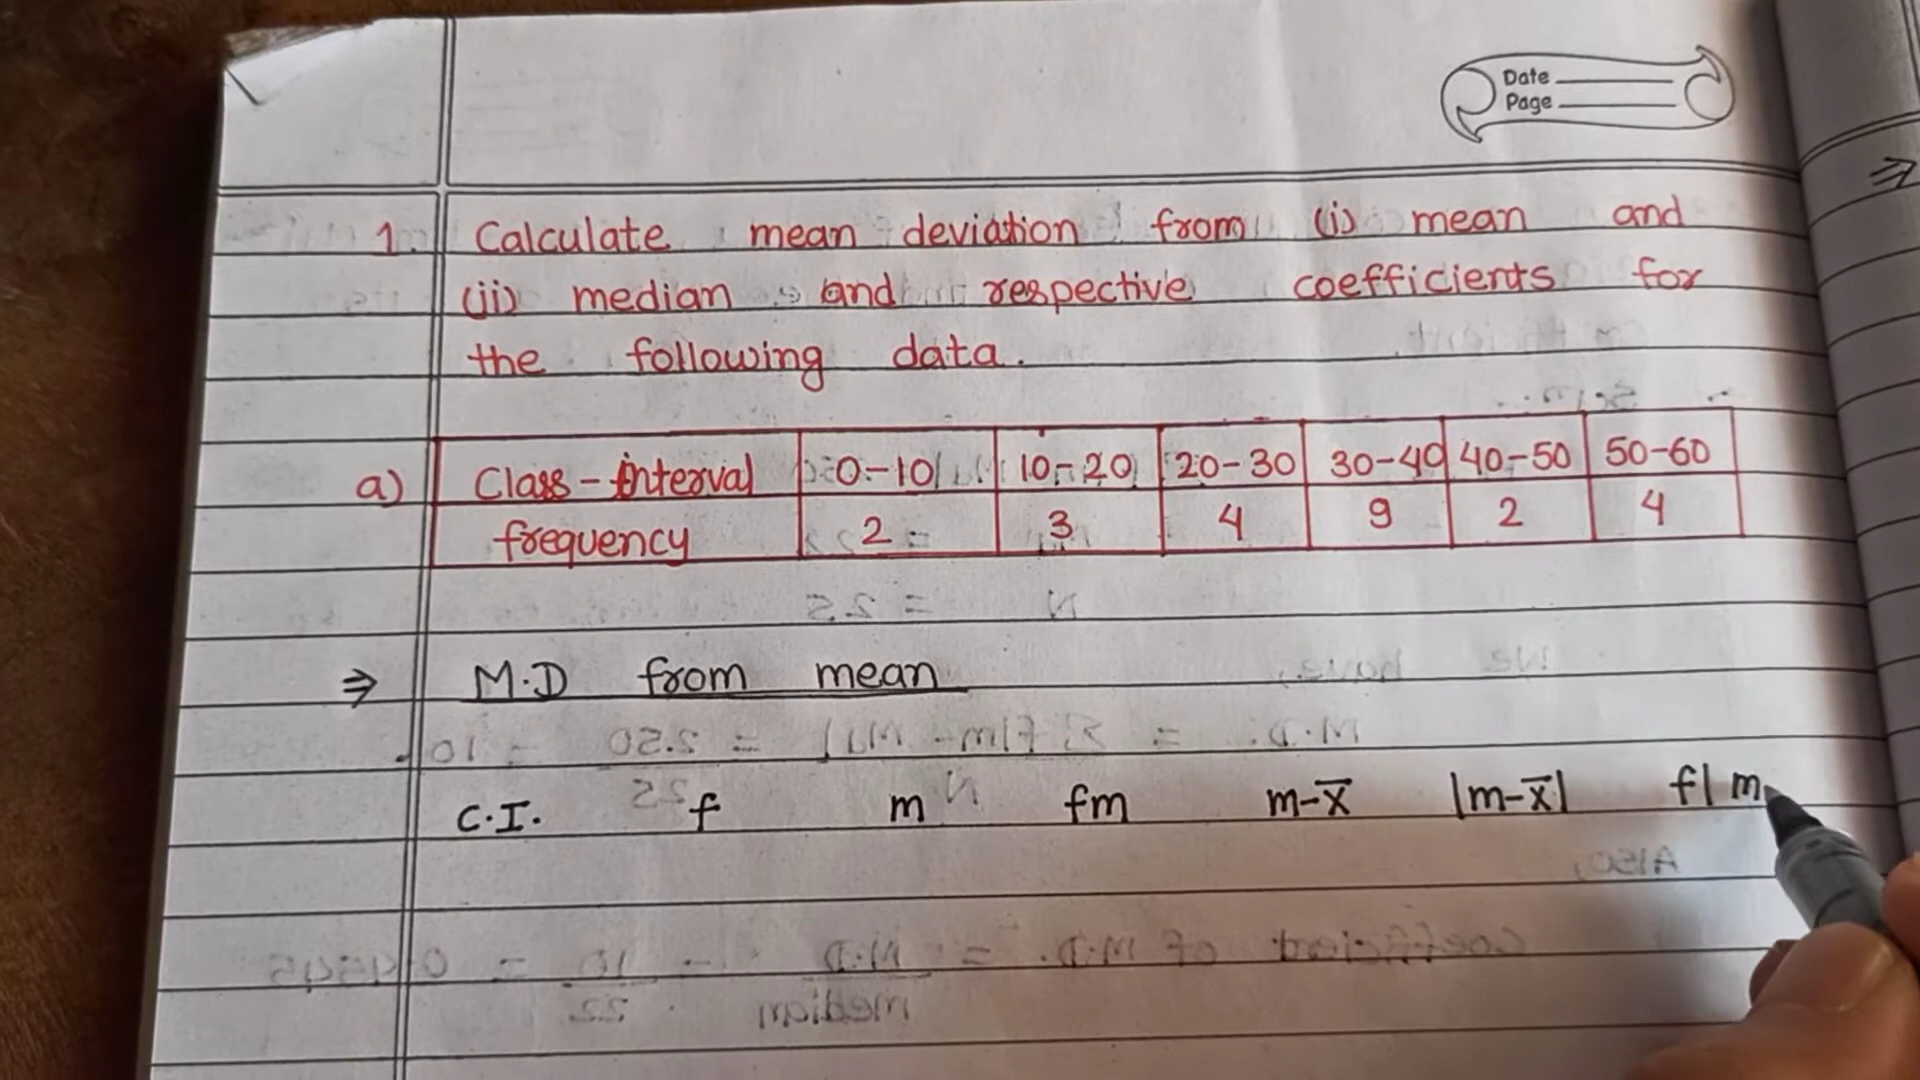 Date
Page
1. Calculate mean deviation from (i) mean and
(ii) median and respective coefficients for
the following data.
a) Class-interval 0-10 10-20 20-30 30-40 40-50 50-60
frequency 2 3 4 9 2 4
⇒
⇒ M.D from mean
C.I. f m fm m-x̅ |m-x̅| f|m